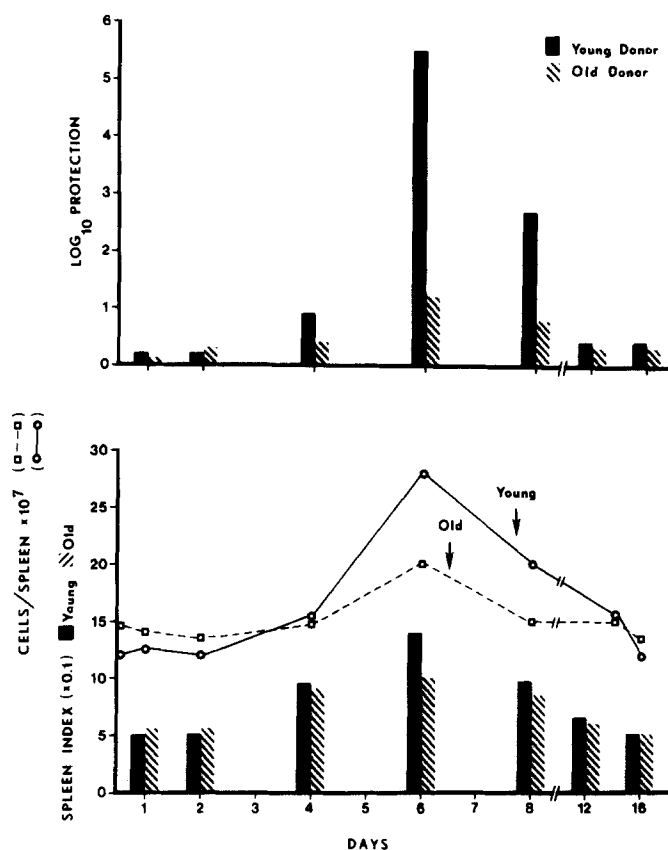 6
5
4
3
2
1
0
LOG10 PROTECTION
Young Donor
Old Donor
CELLS/SPLEEN ×10⁷
(□--□)
(○—○)
SPLEEN INDEX (×0.1)
Young
Old
30
25
20
15
10
5
0
Old
Young
1 2 3 4 5 6 7 8 12 16
DAYS